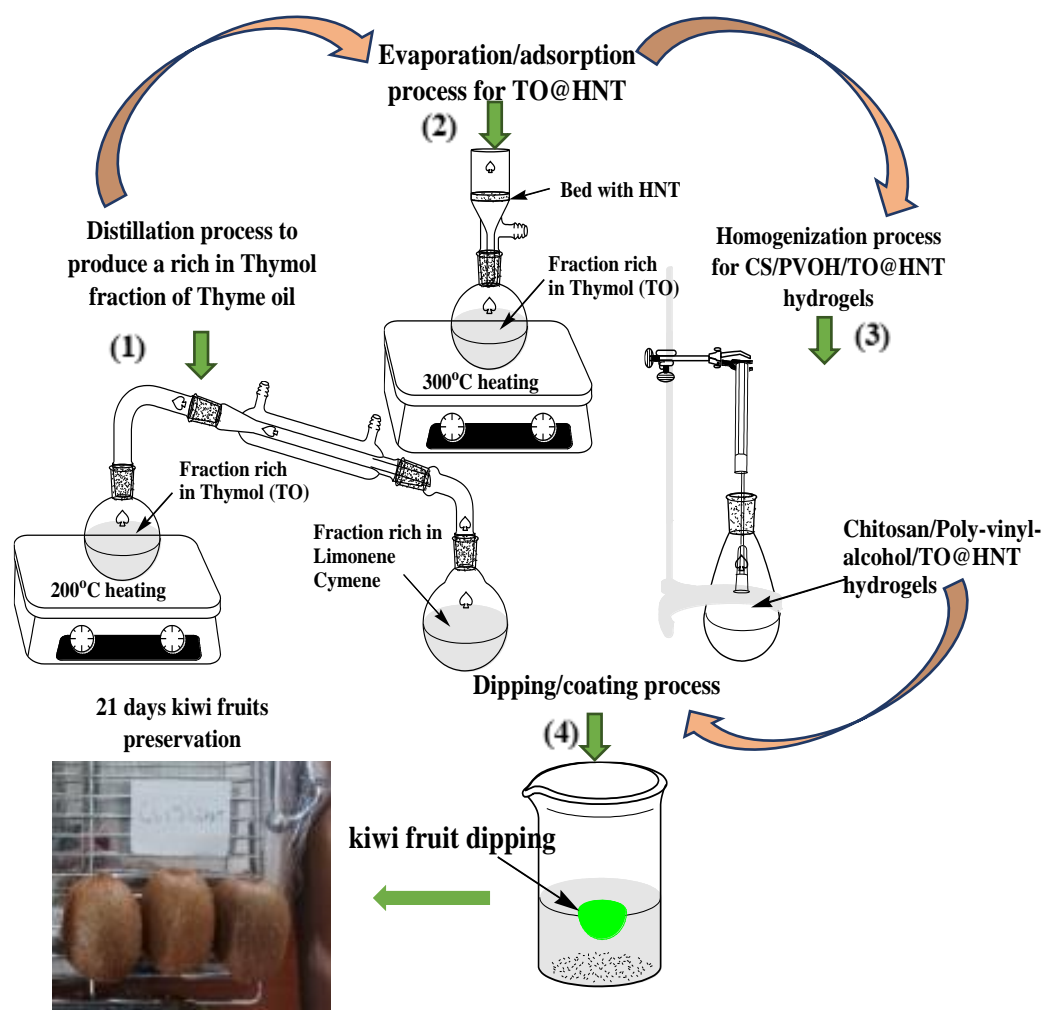 Evaporation/adsorption
process for TO@HNT
(2)
Bed with HNT
Distillation process to
produce a rich in Thymol
fraction of Thyme oil
(1)
Fraction rich
in Thymol (TO)
300°C heating
Homogenization process
for CS/PVOH/TO@HNT
hydrogels
(3)
Fraction rich
in Thymol (TO)
200°C heating
Fraction rich in
Limonene
Cymene
Chitosan/Poly-vinyl-
alcohol/TO@HNT
hydrogels
Dipping/coating process
(4)
21 days kiwi fruits
preservation
kiwi fruit dipping